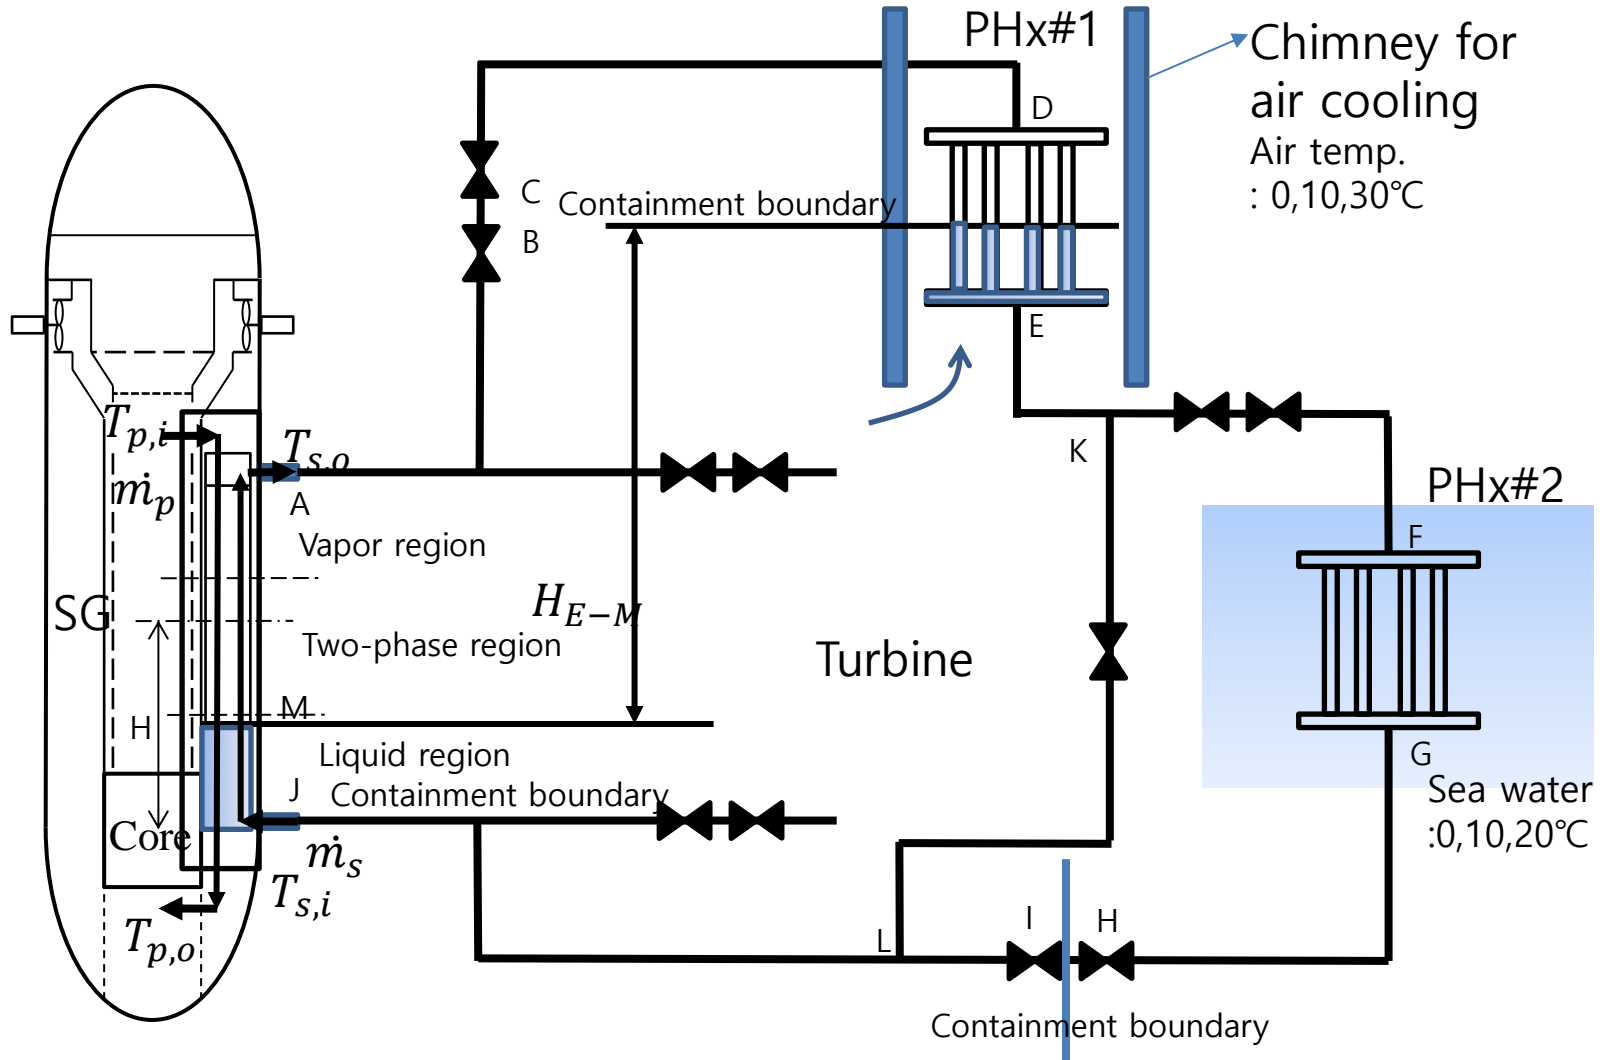 PHx#1
Chimney for
air cooling
Air temp.
: 0,10,30℃
D
C
Containment boundary
B
E
T_{p,i}
T_{s,o}
ṁ_p
A
K
PHx#2
F
Vapor region
SG
H_{E−M}
Two-phase region
Turbine
M
H
Liquid region
G
J
Containment boundary
Sea water
:0,10,20℃
Core
ṁ_s
T_{s,i}
T_{p,o}
I
H
L
Containment boundary